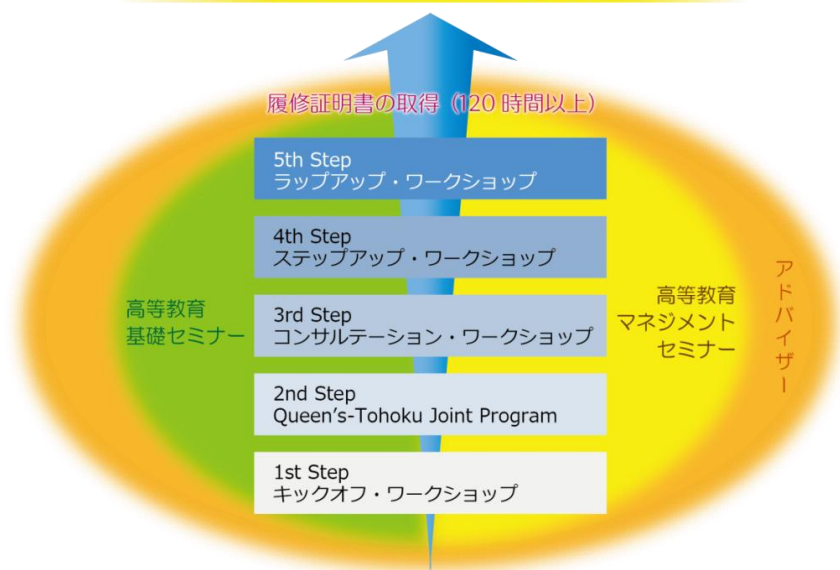 履修証明書の取得（120 時間以上）
5th Step
ラップアップ・ワークショップ
4th Step
ステップアップ・ワークショップ
高等教育
基礎セミナー
3rd Step
コンサルテーション・ワークショップ
高等教育
マネジメント
セミナー
アドバイザー
2nd Step
Queen's-Tohoku Joint Program
1st Step
キックオフ・ワークショップ